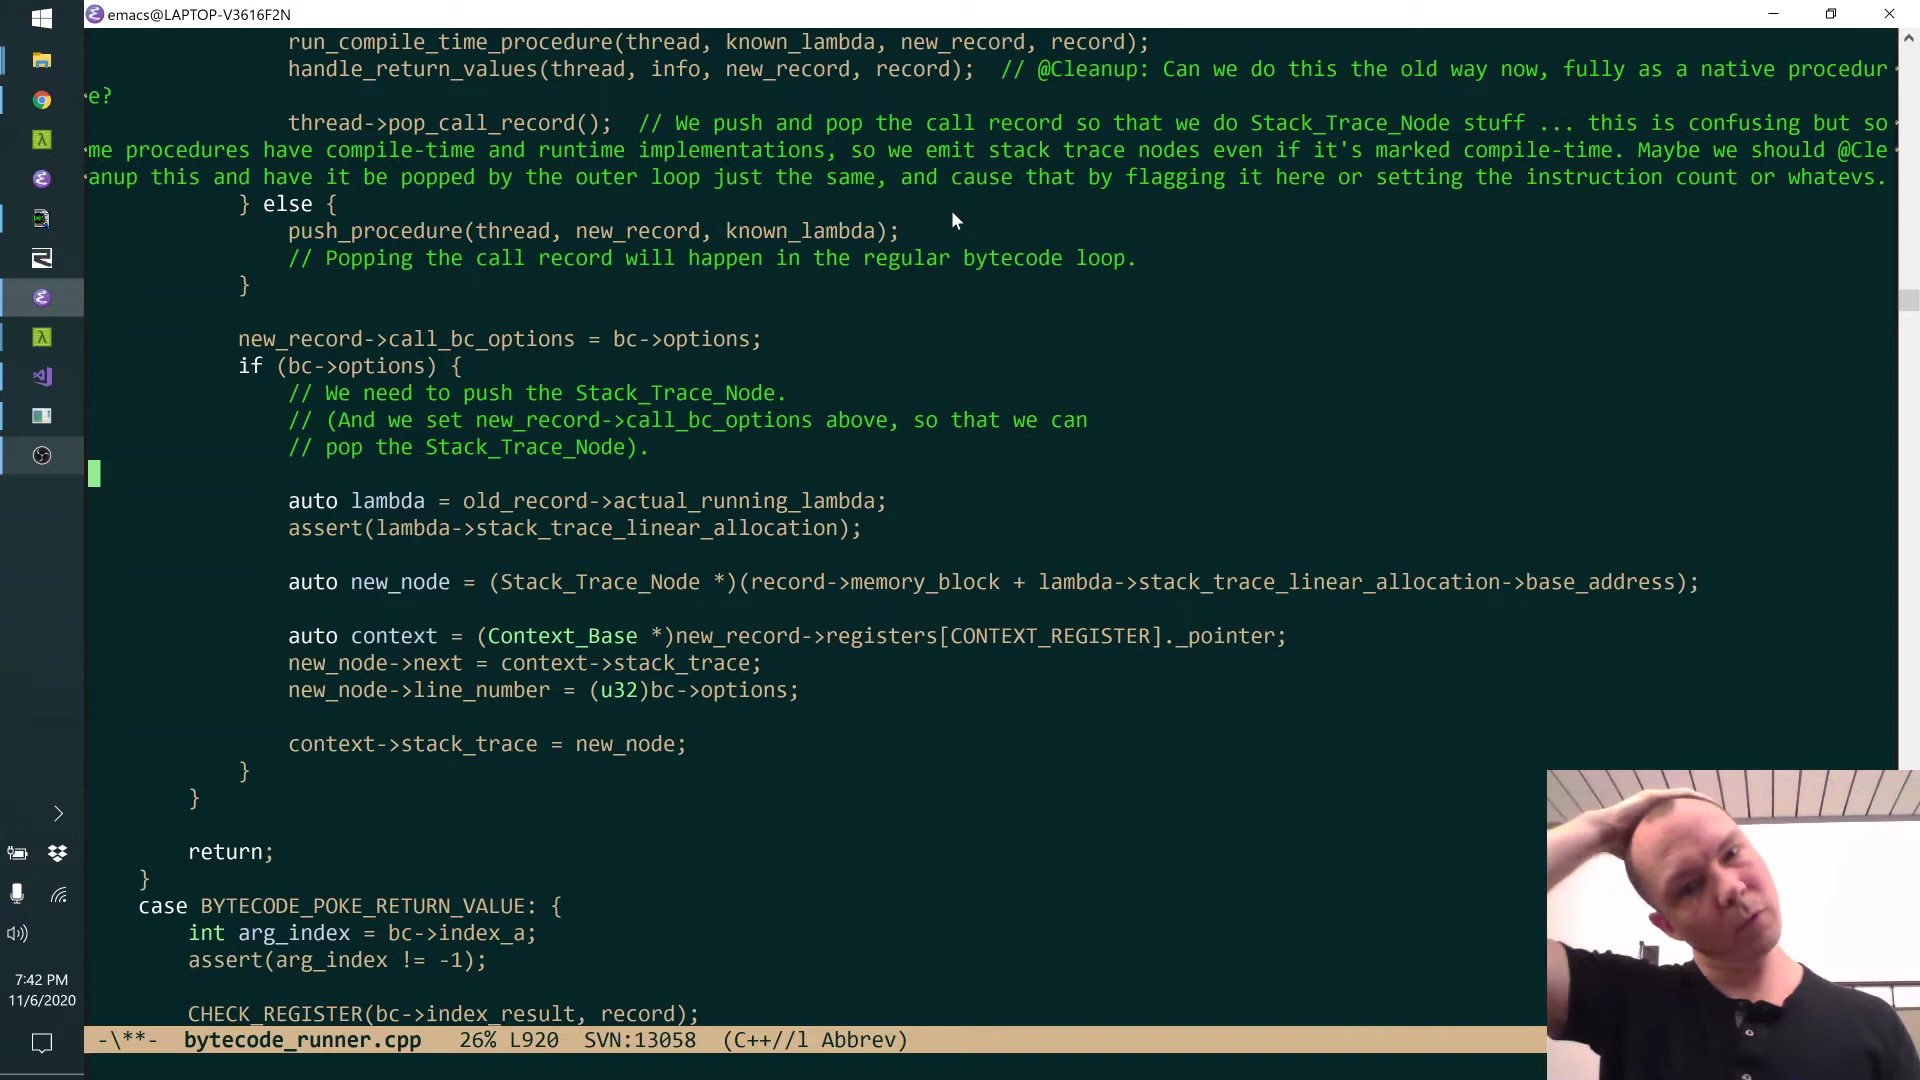 emacs@LAPTOP-V3616F2N
run_compile_time_procedure(thread, known_lambda, new_record, record);
handle_return_values(thread, info, new_record, record);  // @Cleanup: Can we do this the old way now, fully as a native procedur
e?
thread->pop_call_record();  // We push and pop the call record so that we do Stack_Trace_Node stuff ... this is confusing but so
me procedures have compile-time and runtime implementations, so we emit stack trace nodes even if it's marked compile-time. Maybe we should @Cle
anup this and have it be popped by the outer loop just the same, and cause that by flagging it here or setting the instruction count or whatevs.
} else {
push_procedure(thread, new_record, known_lambda);
// Popping the call record will happen in the regular bytecode loop.
}
new_record->call_bc_options = bc->options;
if (bc->options) {
// We need to push the Stack_Trace_Node.
// (And we set new_record->call_bc_options above, so that we can
// pop the Stack_Trace_Node).
auto lambda = old_record->actual_running_lambda;
assert(lambda->stack_trace_linear_allocation);
auto new_node = (Stack_Trace_Node *)(record->memory_block + lambda->stack_trace_linear_allocation->base_address);
auto context = (Context_Base *)new_record->registers[CONTEXT_REGISTER]._pointer;
new_node->next = context->stack_trace;
new_node->line_number = (u32)bc->options;
context->stack_trace = new_node;
}
}
return;
}
case BYTECODE_POKE_RETURN_VALUE: {
int arg_index = bc->index_a;
assert(arg_index != -1);
CHECK_REGISTER(bc->index_result, record);
-\**-  bytecode_runner.cpp   26% L920  SVN:13058  (C++//l Abbrev)
7:42 PM
11/6/2020